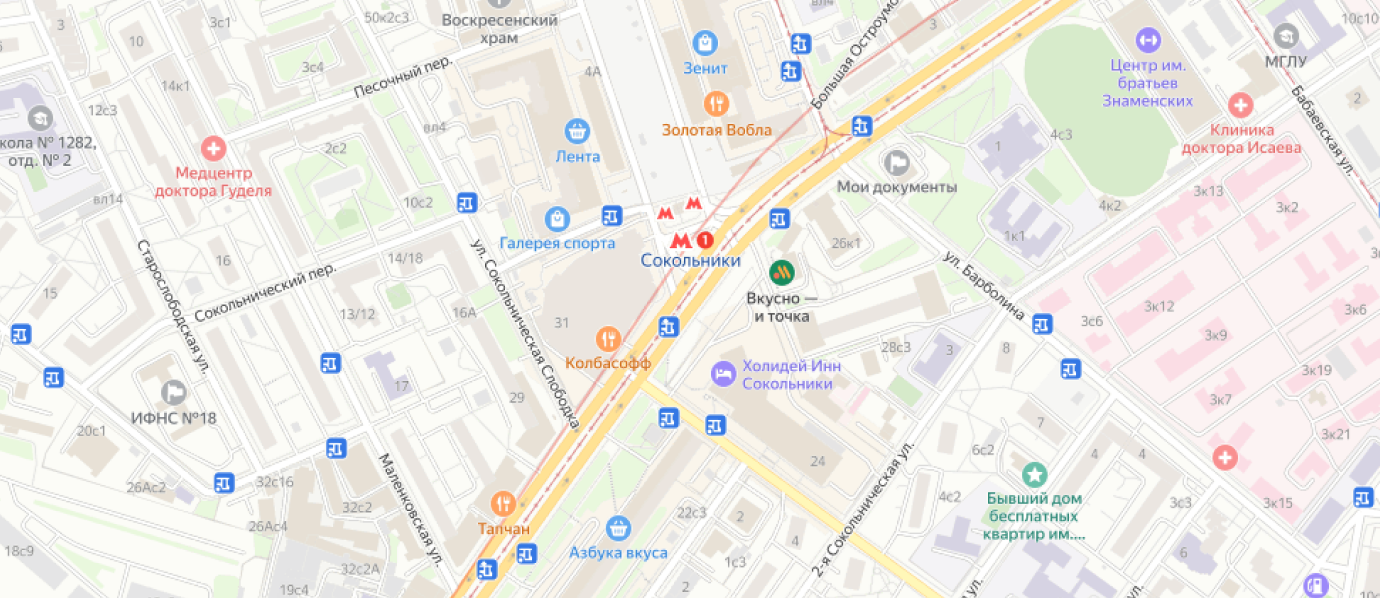 3
3с1
50к2с3
Воскресенский
храм
вл4
3
10с10
10
14к1
3с4
Песочный пер.
4А
Зенит
Большая Остроумо
Центр им.
братьев
Знаменских
МГЛУ
2
12с3
кола № 1282,
отд. № 2
вл4
2с2
Лента
Золотая Вобла
1
4с3
Клиника
доктора Исаева
Бабаевская ул.
Медцентр
доктора Гуделя
вл14
10с2
Мои документы
3к13
4к2
3к2
Галерея спорта
М
М
М 1
Сокольники
26к1
1к1
Старослободская ул.
16
14/18
Сокольнический пер.
ул. Сокольническая Слободка
ул. Барболина
15
13/12
16А
31
Вкусно —
и точка
3к12
3к6
3с6
3к9
Колбасофф
28с3
3
8
Холидей Инн
Сокольники
17
29
ИФНС №18
20с1
3к19
3к7
7
3к21
Маленковская ул.
26Ас2
32с16
24
6с2
4
4
2-я Сокольническая ул.
32с2
26Ас4
Тапчан
22с3
2
4с2
Бывший дом
бесплатных
квартир им....
3с3
3к15
Азбука вкуса
4
18с9
32с2А
1с3
6
19с4
2
ул.
ул.